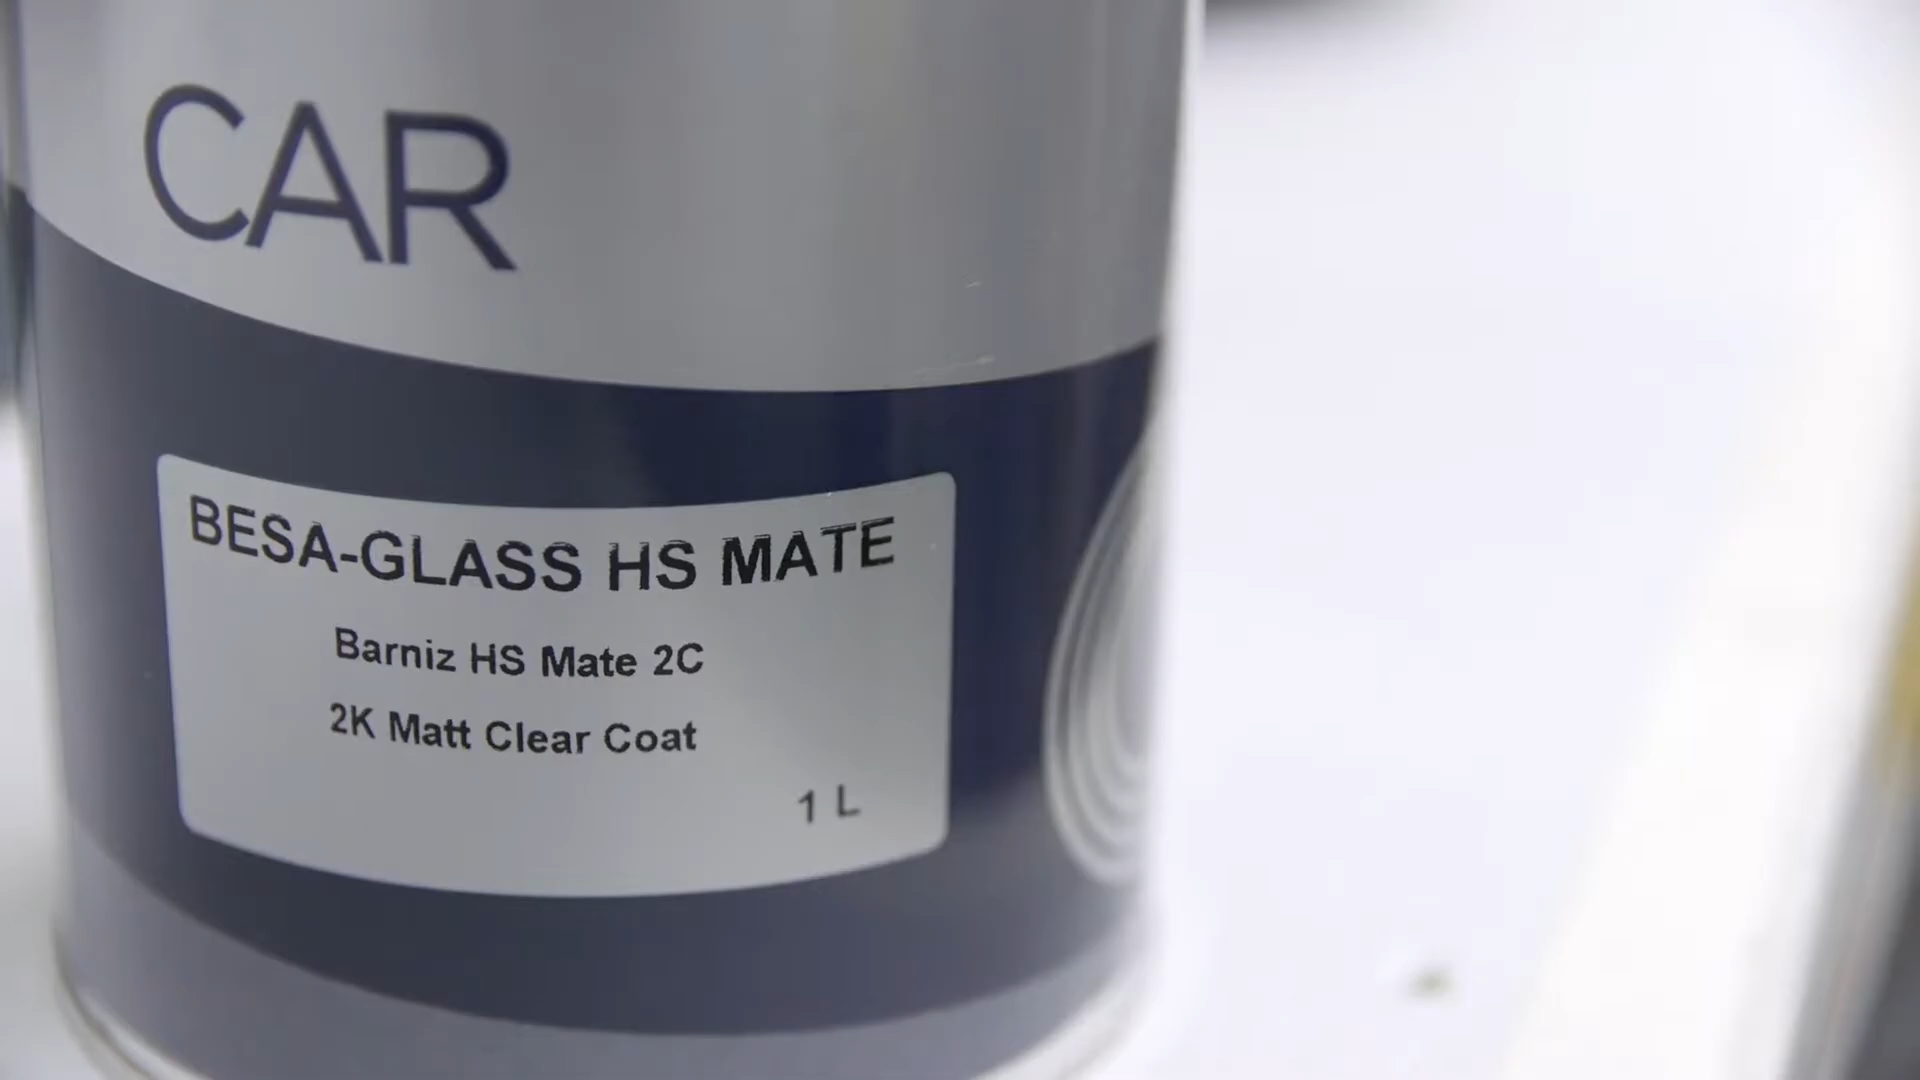 CAR
BESA-GLASS HS MATE
Barniz HS Mate 2C
2K Matt Clear Coat
1 L